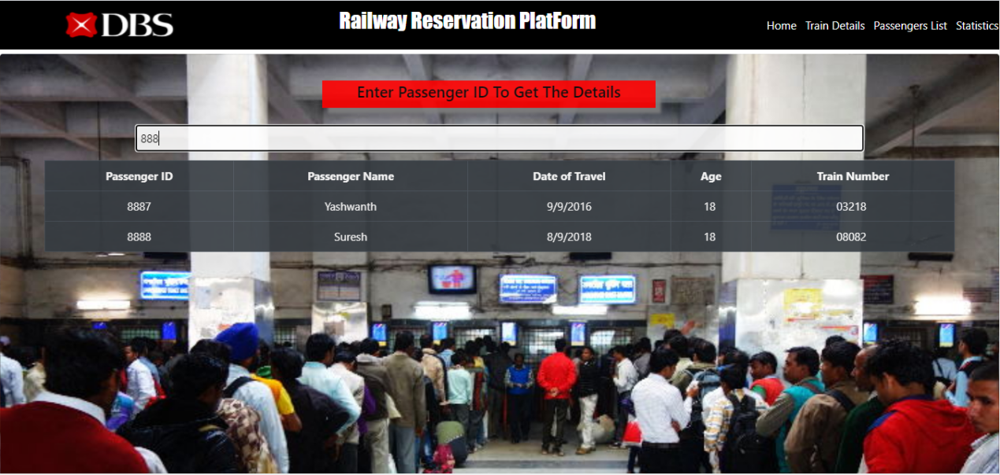 DBS
Railway Reservation PlatForm
Home Train Details Passengers List Statistics
Enter Passenger ID To Get The Details
888
Passenger ID Passenger Name Date of Travel Age Train Number
8887 Yashwanth 9/9/2016 18 03218
8888 Suresh 8/9/2018 18 08082